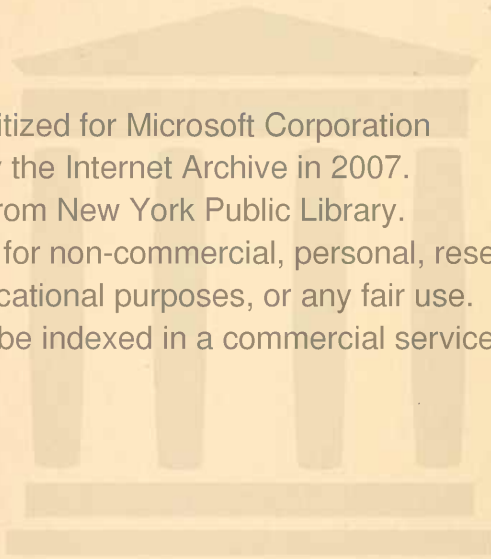 itized for Microsoft Corporation
the Internet Archive in 2007.
rom New York Public Library.
for non-commercial, personal, rese
cational purposes, or any fair use.
be indexed in a commercial service